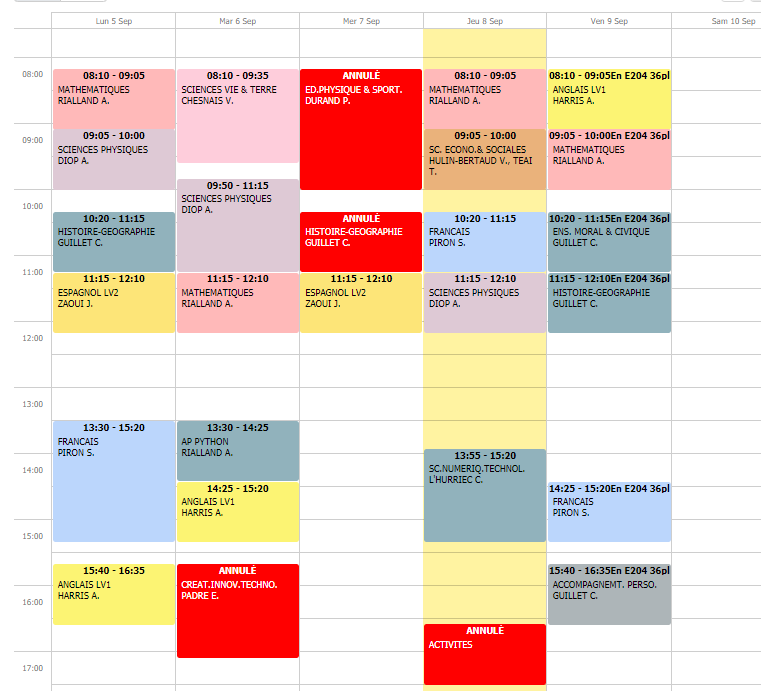 Lun 5 Sep
Mar 6 Sep
Mer 7 Sep
Jeu 8 Sep
Ven 9 Sep
Sam 10 Sep
08:00
09:00
10:00
11:00
12:00
13:00
14:00
15:00
16:00
17:00
08:10 - 09:05
MATHEMATIQUES
RIALLAND A.
09:05 - 10:00
SCIENCES PHYSIQUES
DIOP A.
10:20 - 11:15
HISTOIRE-GEOGRAPHIE
GUILLET C.
11:15 - 12:10
ESPAGNOL LV2
ZAOUI J.
13:30 - 15:20
FRANCAIS
PIRON S.
15:40 - 16:35
ANGLAIS LV1
HARRIS A.
08:10 - 09:35
SCIENCES VIE & TERRE
CHESNAIS V.
09:50 - 11:15
SCIENCES PHYSIQUES
DIOP A.
11:15 - 12:10
MATHEMATIQUES
RIALLAND A.
13:30 - 14:25
AP PYTHON
RIALLAND A.
14:25 - 15:20
ANGLAIS LV1
HARRIS A.
ANNULÉ
CREAT.INNOV.TECHNO.
PADRE E.
ANNULÉ
ED.PHYSIQUE & SPORT.
DURAND P.
ANNULÉ
HISTOIRE-GEOGRAPHIE
GUILLET C.
11:15 - 12:10
ESPAGNOL LV2
ZAOUI J.
08:10 - 09:05
MATHEMATIQUES
RIALLAND A.
09:05 - 10:00
SC. ECONO.& SOCIALES
HULIN-BERTAUD V., TEAI
T.
10:20 - 11:15
FRANCAIS
PIRON S.
11:15 - 12:10
SCIENCES PHYSIQUES
DIOP A.
13:55 - 15:20
SC.NUMERIQ.TECHNOL.
L'HURRIEC C.
ANNULÉ
ACTIVITES
08:10 - 09:05En E204 36pl
ANGLAIS LV1
HARRIS A.
09:05 - 10:00En E204 36pl
MATHEMATIQUES
RIALLAND A.
10:20 - 11:15En E204 36pl
ENS. MORAL & CIVIQUE
GUILLET C.
11:15 - 12:10En E204 36pl
HISTOIRE-GEOGRAPHIE
GUILLET C.
14:25 - 15:20En E204 36pl
FRANCAIS
PIRON S.
15:40 - 16:35En E204 36pl
ACCOMPAGNEMT. PERSO.
GUILLET C.